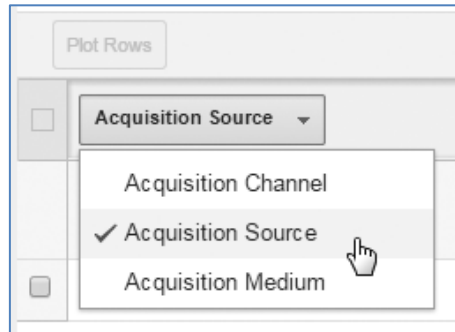 Plot Rows
Acquisition Source
Acquisition Channel
Acquisition Source
Acquisition Medium